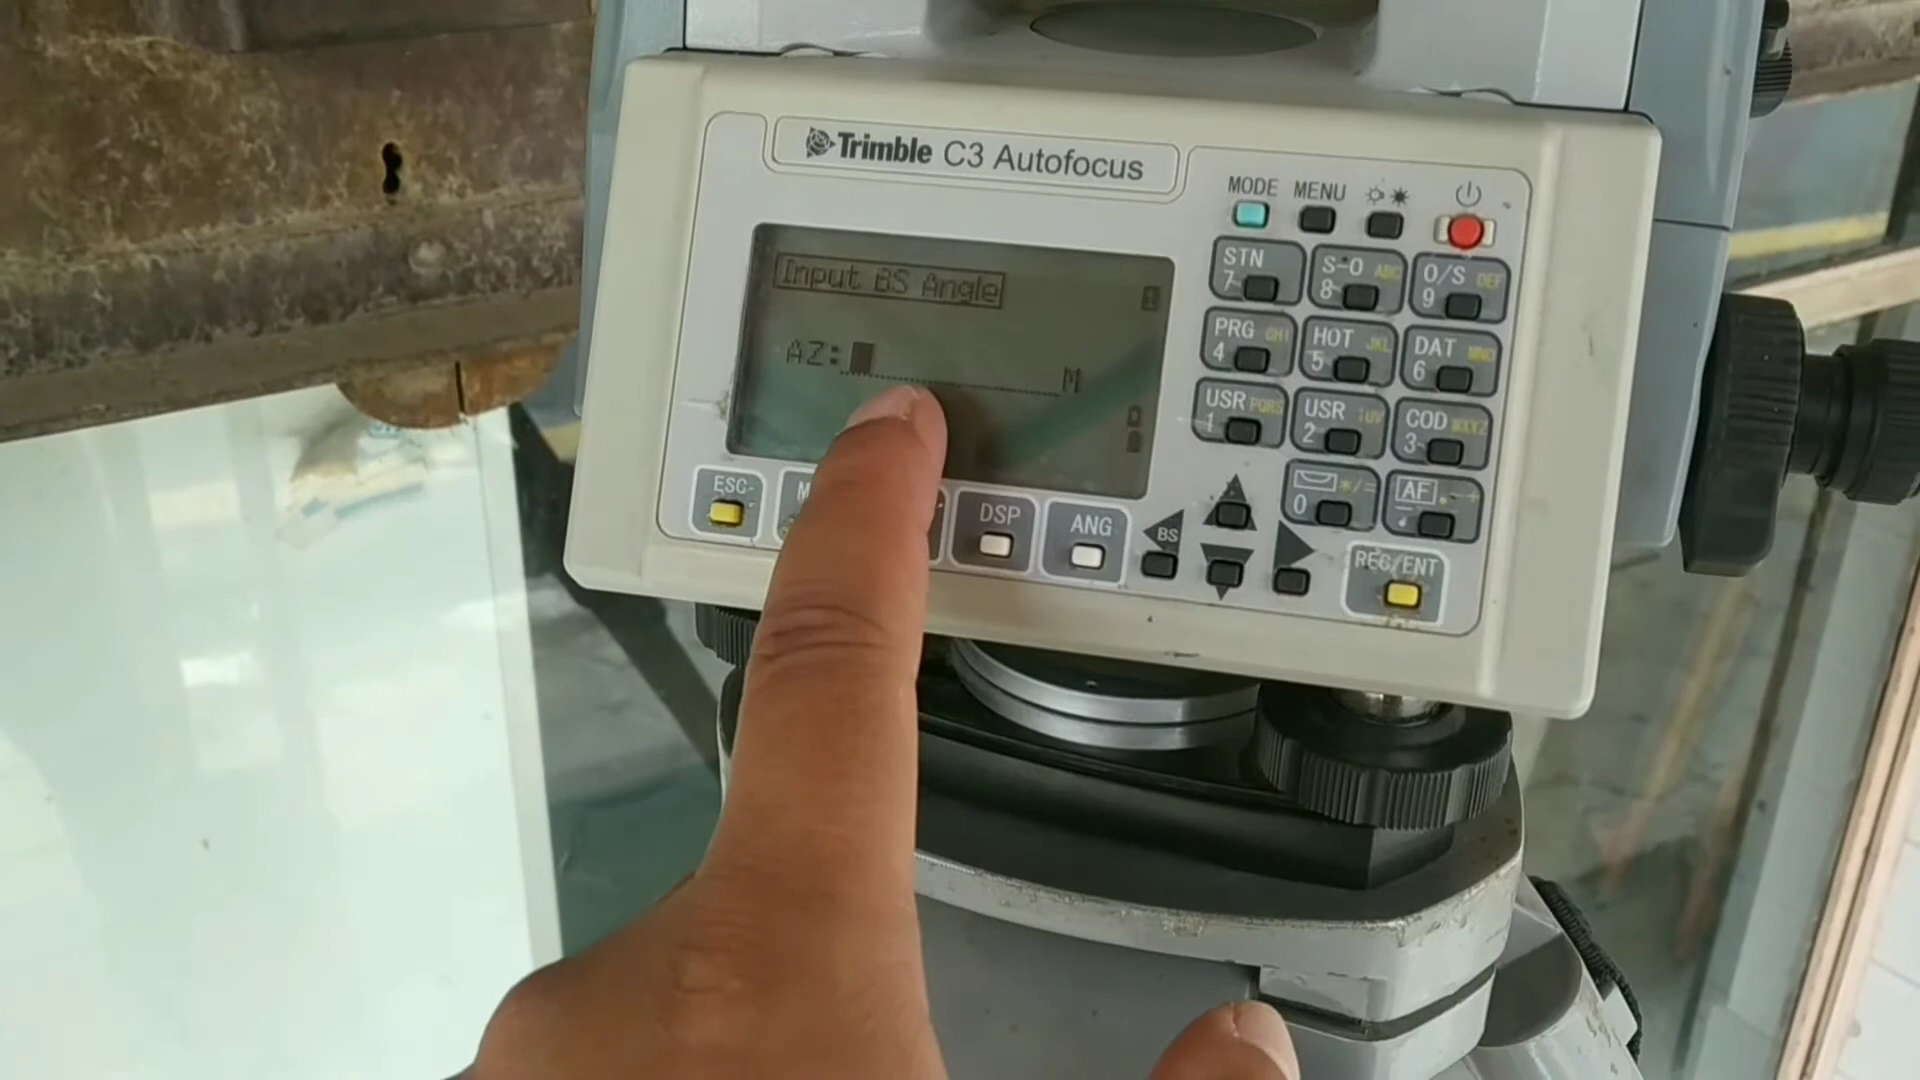 Trimble C3 Autofocus
MODE MENU
Input BS Angle
AZ:
M
STN 7
S-O ABC 8
O/S DEF 9
PRG GHI 4
HOT JKL 5
DAT MNO 6
USR PQRS 1
USR TUV 2
COD WXYZ 3
0 */=
AF .-+
ESC
M
DSP
ANG
BS
REC/ENT